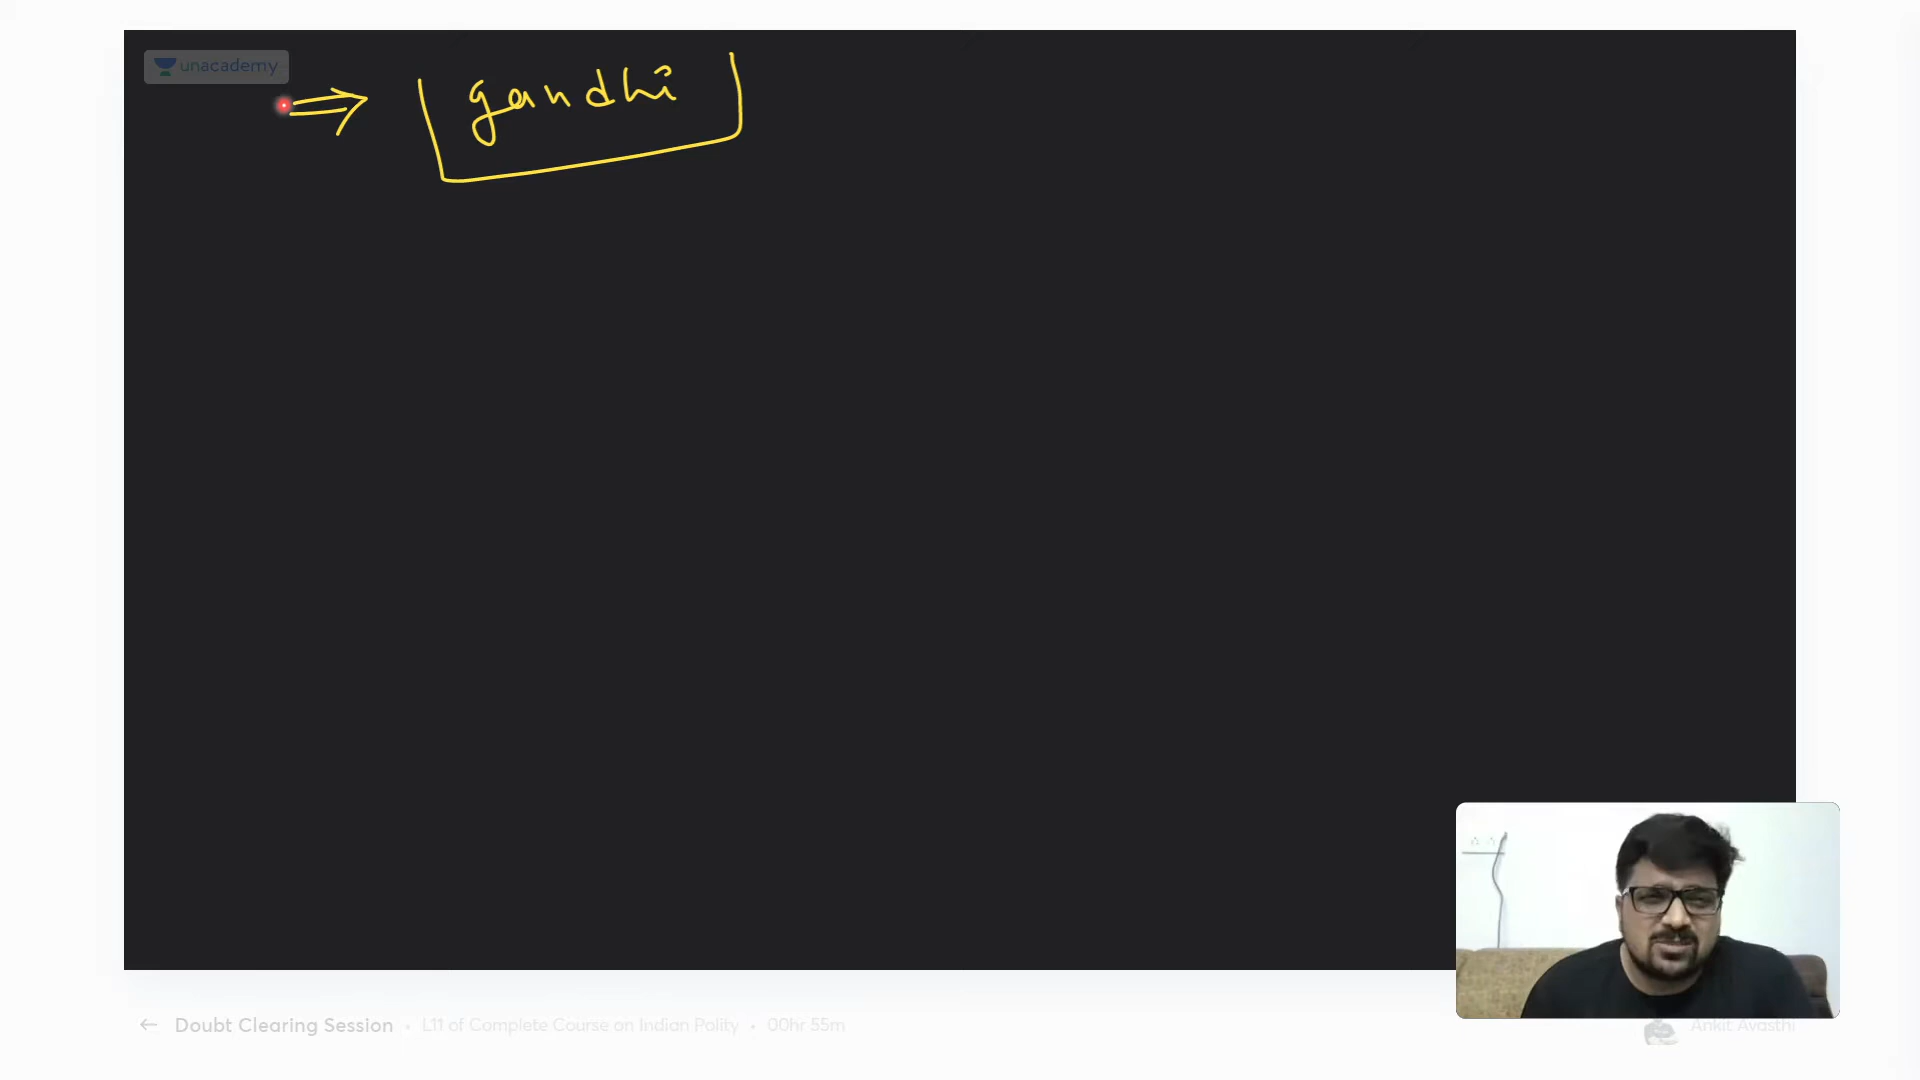 unacademy
gandhi
Doubt Clearing Session • L11 of Complete Course on Indian Polity • 00hr 55m
Ankit Avasthi